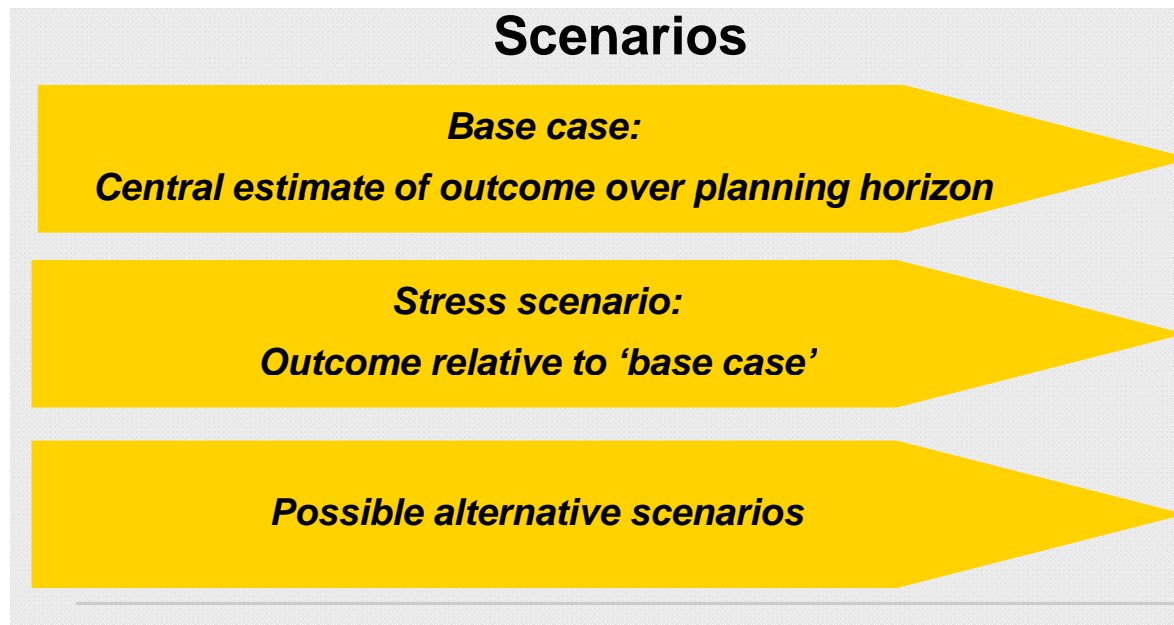 Scenarios
Base case:
Central estimate of outcome over planning horizon
Stress scenario:
Outcome relative to ‘base case’
Possible alternative scenarios